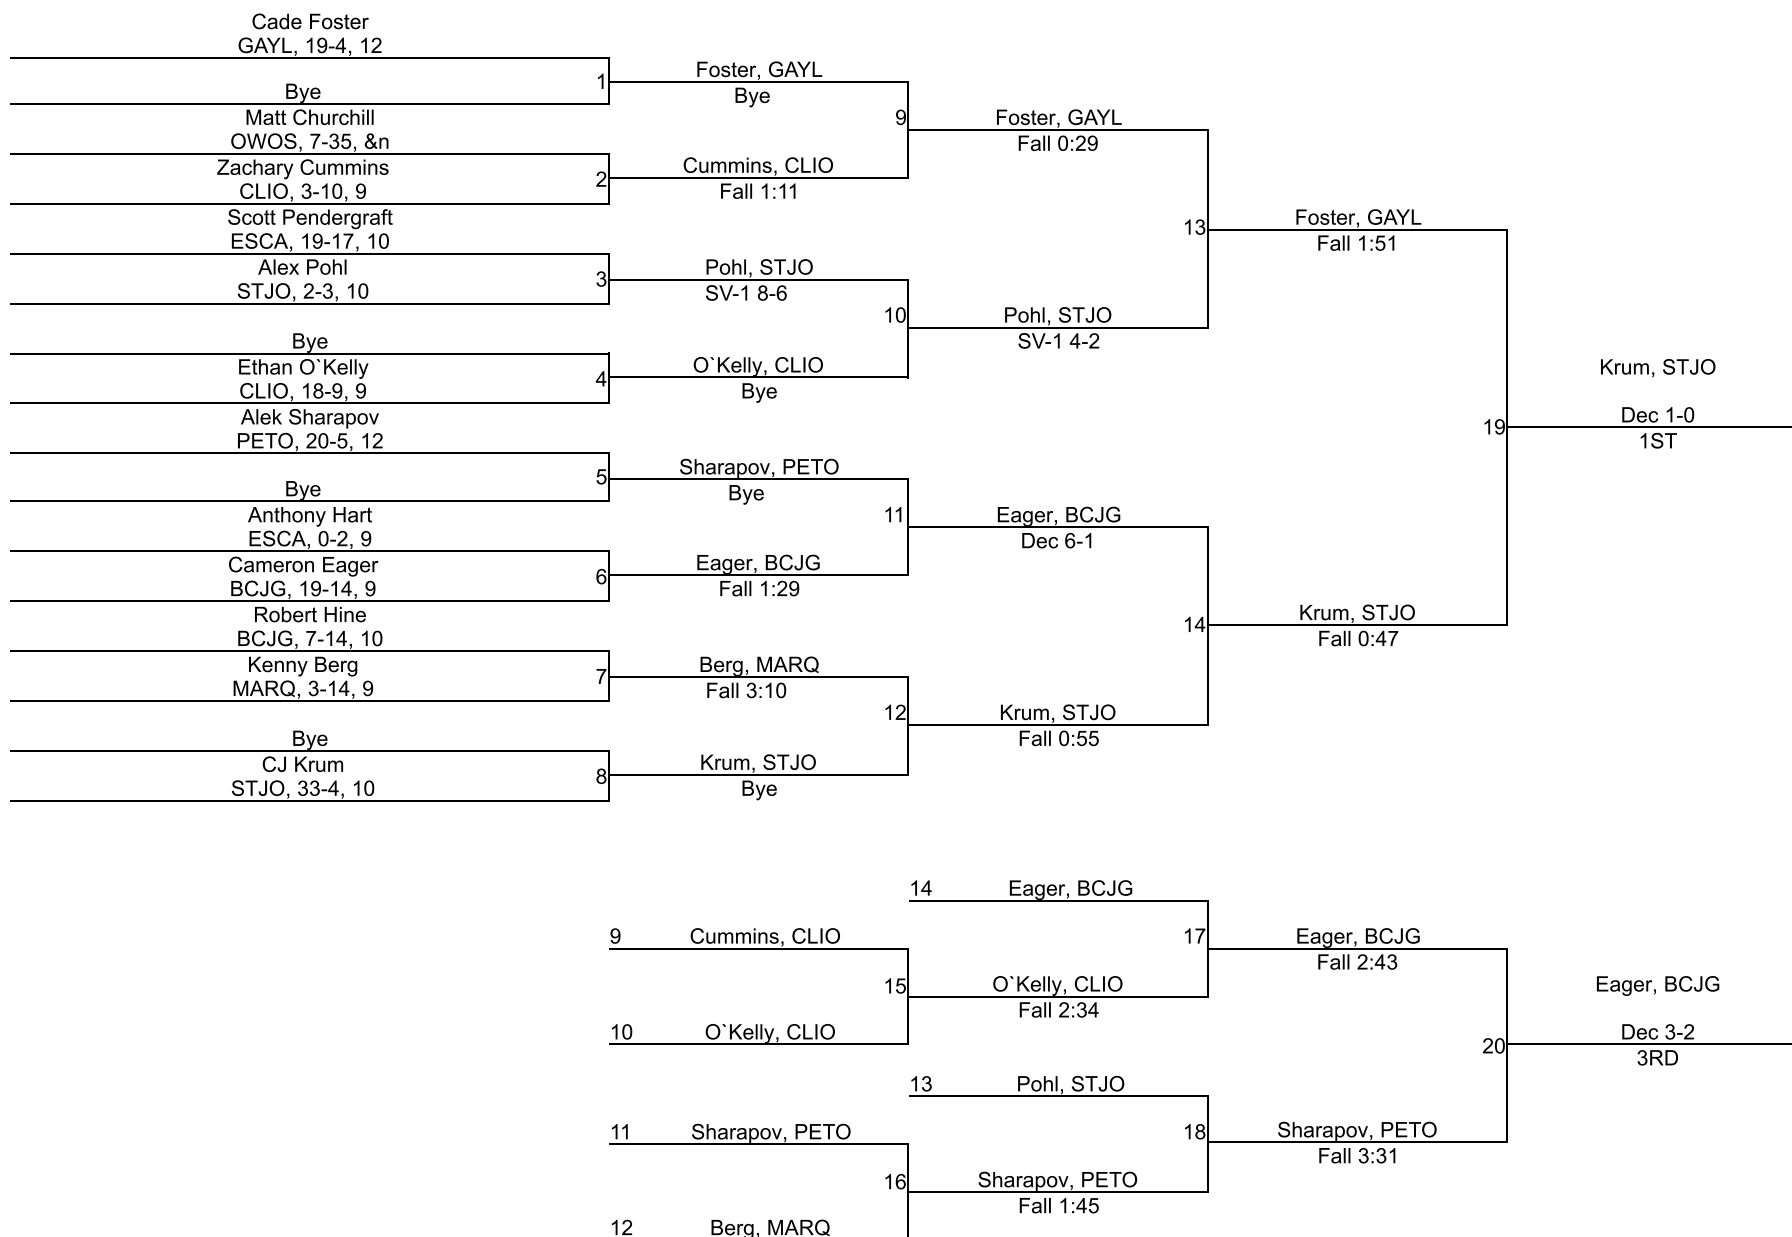 Cade Foster
GAYL, 19-4, 12
1
Bye
Matt Churchill
OWOS, 7-35, &n
2
Zachary Cummins
CLIO, 3-10, 9
Scott Pendergraft
ESCA, 19-17, 10
3
Alex Pohl
STJO, 2-3, 10
Bye
4
Ethan O`Kelly
CLIO, 18-9, 9
Alek Sharapov
PETO, 20-5, 12
5
Bye
Anthony Hart
ESCA, 0-2, 9
6
Cameron Eager
BCJG, 19-14, 9
Robert Hine
BCJG, 7-14, 10
7
Kenny Berg
MARQ, 3-14, 9
Bye
8
CJ Krum
STJO, 33-4, 10
Foster, GAYL
Bye
9
Cummins, CLIO
Fall 1:11
Pohl, STJO
SV-1 8-6
10
O`Kelly, CLIO
Bye
Sharapov, PETO
Bye
11
Eager, BCJG
Fall 1:29
Berg, MARQ
Fall 3:10
12
Krum, STJO
Bye
Foster, GAYL
Fall 0:29
13
Pohl, STJO
SV-1 4-2
Eager, BCJG
Dec 6-1
14
Krum, STJO
Fall 0:55
Foster, GAYL
Fall 1:51
19
Krum, STJO
Fall 0:47
Krum, STJO
Dec 1-0
1ST
14 Eager, BCJG
9 Cummins, CLIO
17
15
O`Kelly, CLIO
Fall 2:34
10 O`Kelly, CLIO
Eager, BCJG
Fall 2:43
13 Pohl, STJO
11 Sharapov, PETO
18
16
Sharapov, PETO
Fall 1:45
12 Berg, MARQ
Sharapov, PETO
Fall 3:31
20
Eager, BCJG
Dec 3-2
3RD